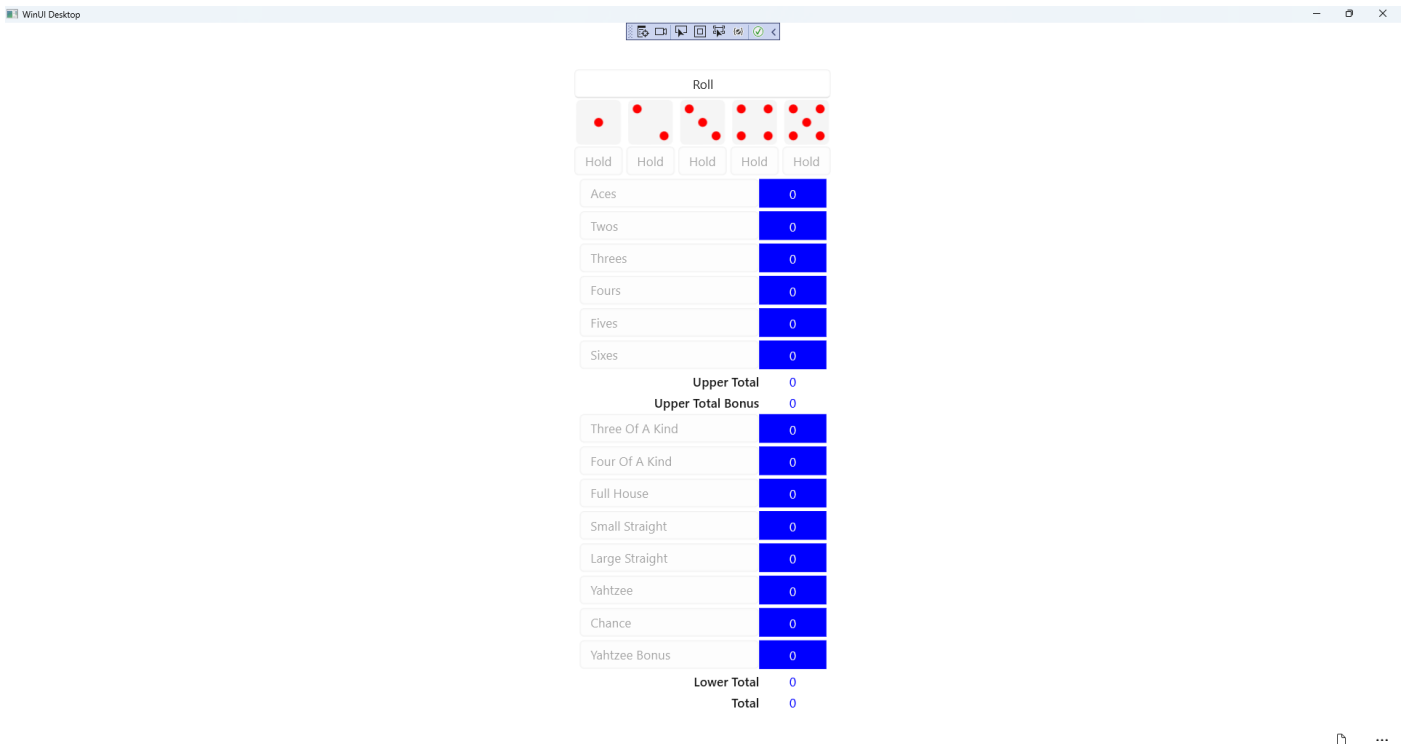 WinUI Desktop
Roll
Hold Hold Hold Hold Hold
Aces 0
Twos 0
Threes 0
Fours 0
Fives 0
Sixes 0
Upper Total 0
Upper Total Bonus 0
Three Of A Kind 0
Four Of A Kind 0
Full House 0
Small Straight 0
Large Straight 0
Yahtzee 0
Chance 0
Yahtzee Bonus 0
Lower Total 0
Total 0